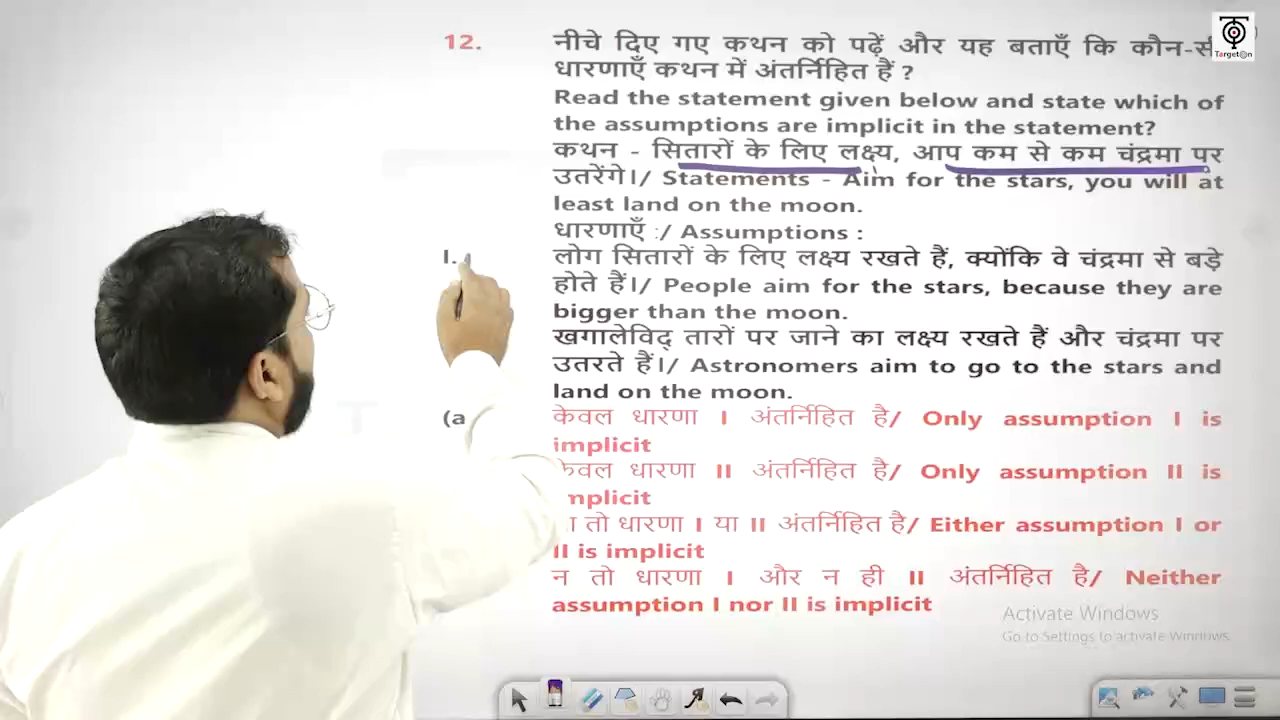 12. नीचे दिए गए कथन को पढ़ें और यह बताएँ कि कौन-सी
धारणाएँ कथन में अंतर्निहित हैं ?
Read the statement given below and state which of
the assumptions are implicit in the statement?
कथन - सितारों के लिए लक्ष्य, आप कम से कम चंद्रमा पर
उतरेंगे।/ Statements - Aim for the stars, you will at
least land on the moon.
धारणाएँ :/ Assumptions :
I. लोग सितारों के लिए लक्ष्य रखते हैं, क्योंकि वे चंद्रमा से बड़े
होते हैं।/ People aim for the stars, because they are
bigger than the moon.
खगालेविद् तारों पर जाने का लक्ष्य रखते हैं और चंद्रमा पर
उतरते हैं।/ Astronomers aim to go to the stars and
land on the moon.
(a केवल धारणा I अंतर्निहित है/ Only assumption I is
implicit
केवल धारणा II अंतर्निहित है/ Only assumption II is
implicit
तो धारणा I या II अंतर्निहित है/ Either assumption I or
II is implicit
न तो धारणा I और न ही II अंतर्निहित है/ Neither
assumption I nor II is implicit
Activate Windows
Go to Settings to activate Windows.
Target@n